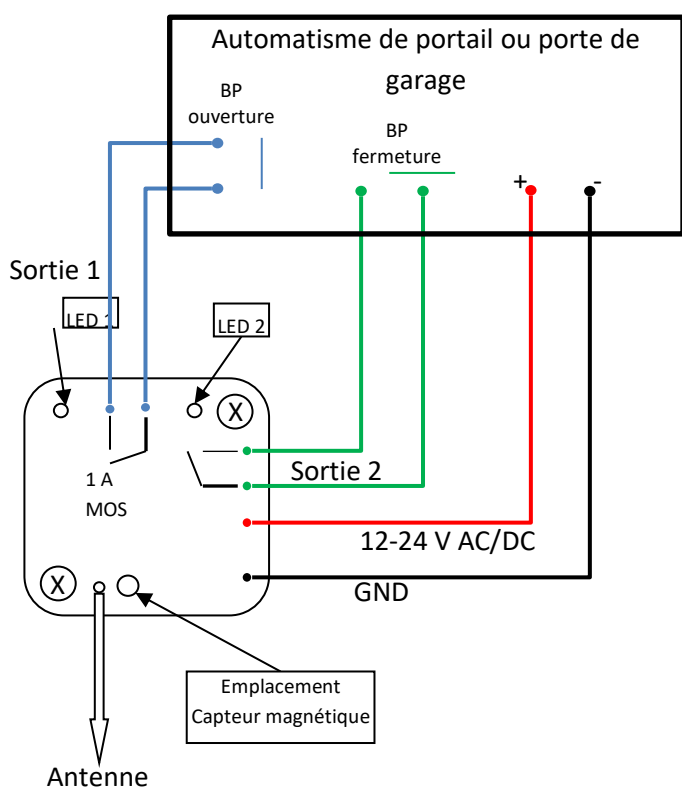 Automatisme de portail ou porte de
garage
BP
ouverture
BP
fermeture
+
-
Sortie 1
LED 1
LED 2
X
1 A
MOS
Sortie 2
12-24 V AC/DC
X
GND
Emplacement
Capteur magnétique
Antenne